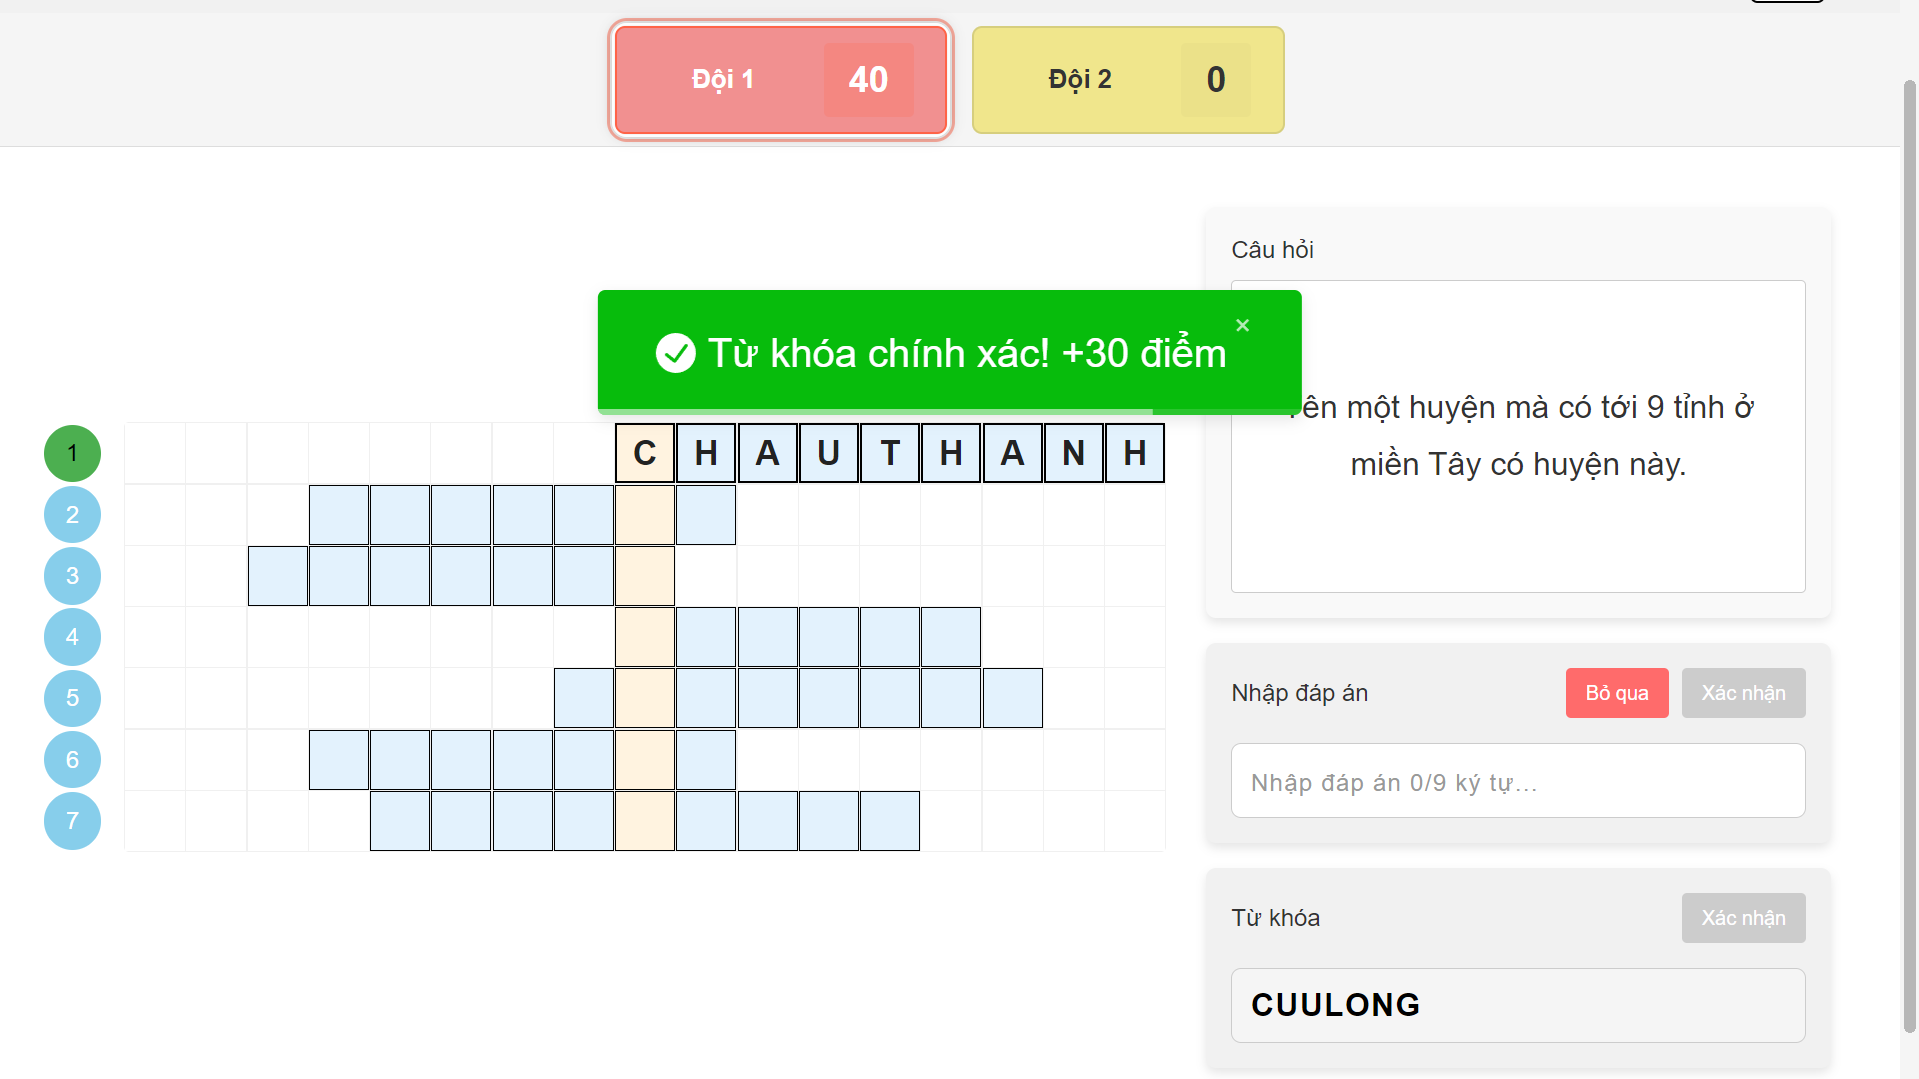 Đội 1
40
Đội 2
0
Câu hỏi
Từ khóa chính xác! +30 điểm
×
một huyện mà có tới 9 tỉnh ở
miền Tây có huyện này.
1
C H A U T H A N H
2
3
4
5
6
7
Nhập đáp án
Bỏ qua
Xác nhận
Nhập đáp án 0/9 ký tự...
Từ khóa
Xác nhận
CUULONG